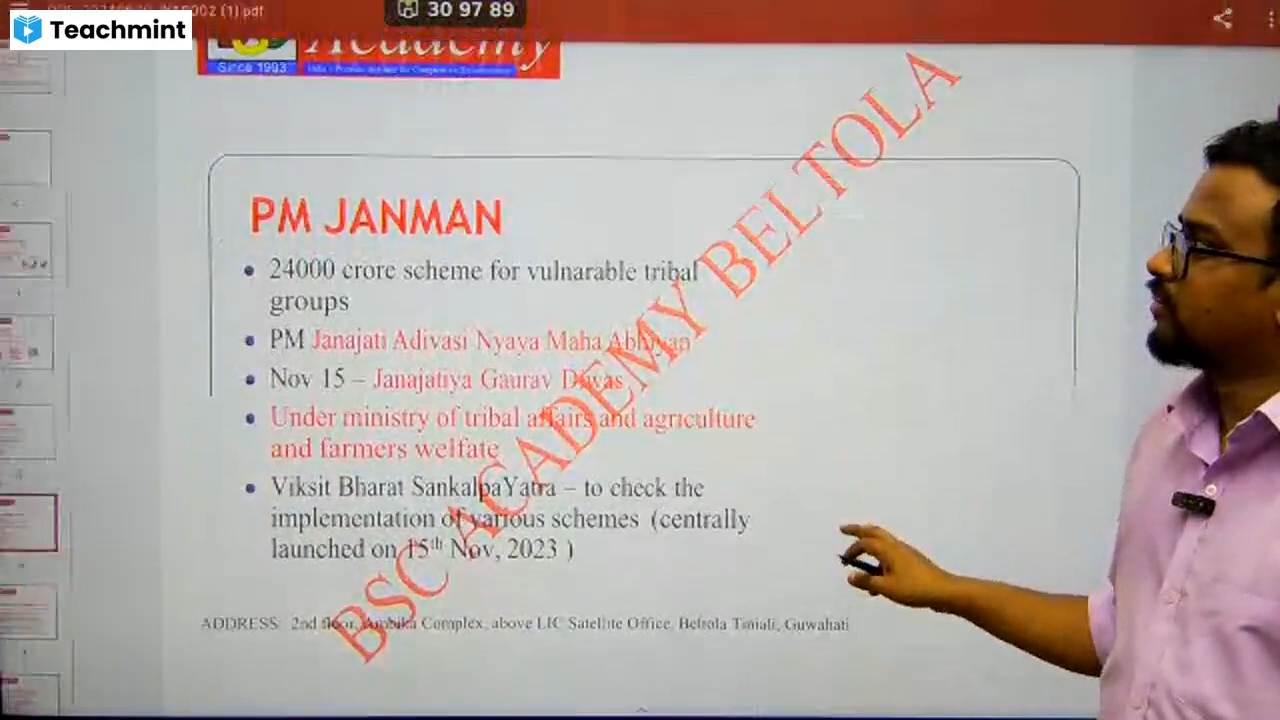 Teachmint
30 97 89
Academy
Since 1993
PM JANMAN
• 24000 crore scheme for vulnarable tribal
groups
• PM Janajati Adivasi Nyaya Maha Abhiyan
• Nov 15 – Janajatiya Gaurav Diwas
• Under ministry of tribal affairs and agriculture
and farmers welfate
• Viksit Bharat SankalpaYatra – to check the
implementation of various schemes (centrally
launched on 15th Nov, 2023 )
BSC ACADEMY BELTOLA
ADDRESS: 2nd floor, Ambika Complex, above LIC Satellite Office, Beltola Tiniali, Guwahati